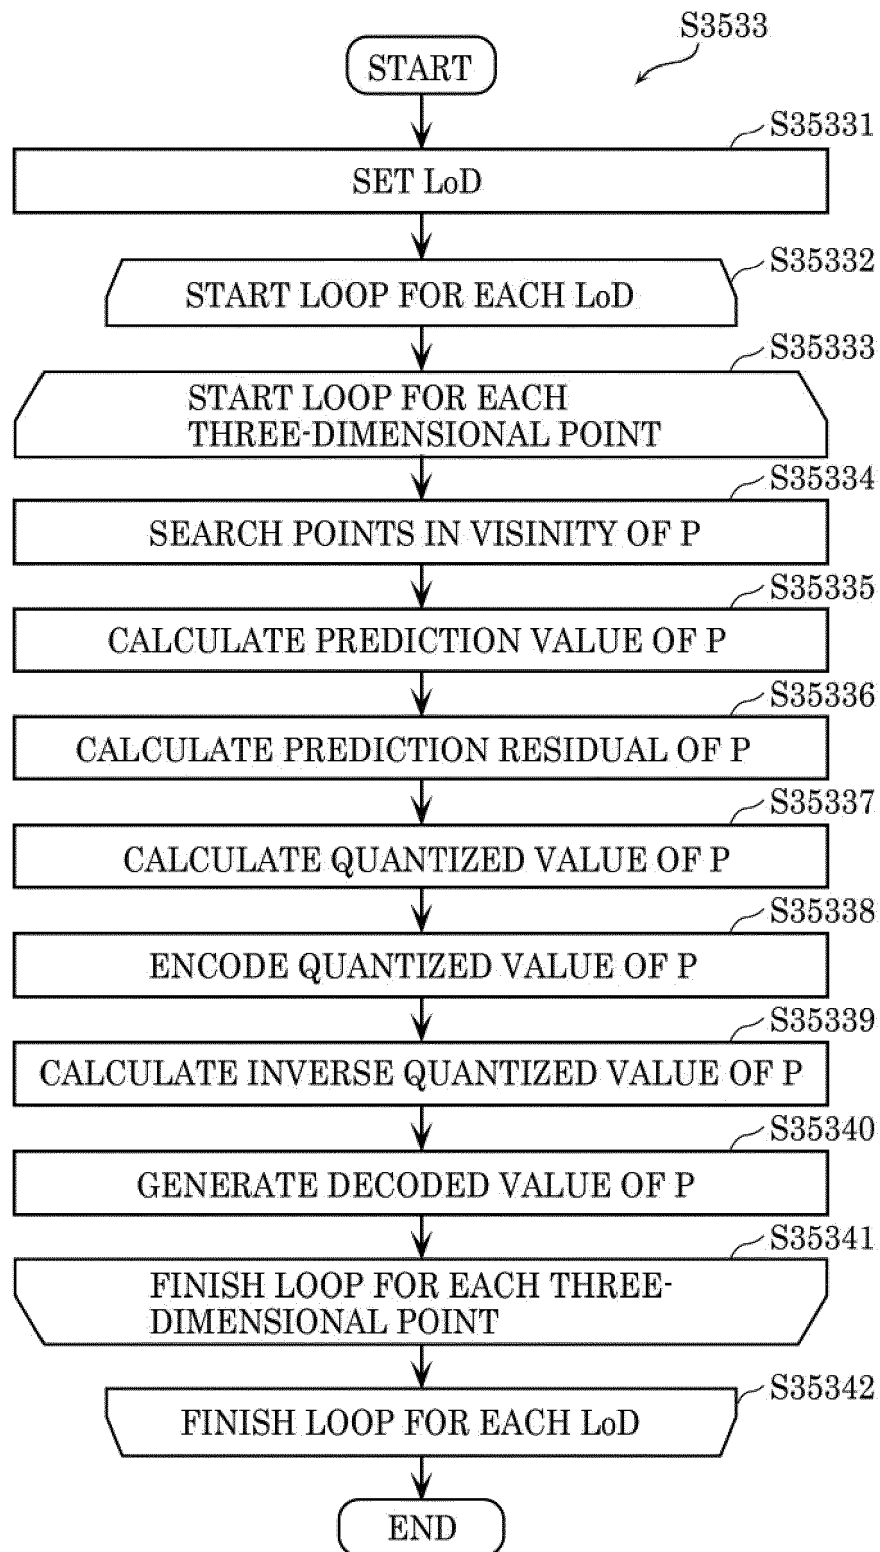 S3533
START
S35331
SET LoD
S35332
START LOOP FOR EACH LoD
S35333
START LOOP FOR EACH
THREE-DIMENSIONAL POINT
S35334
SEARCH POINTS IN VISINITY OF P
S35335
CALCULATE PREDICTION VALUE OF P
S35336
CALCULATE PREDICTION RESIDUAL OF P
S35337
CALCULATE QUANTIZED VALUE OF P
S35338
ENCODE QUANTIZED VALUE OF P
S35339
CALCULATE INVERSE QUANTIZED VALUE OF P
S35340
GENERATE DECODED VALUE OF P
S35341
FINISH LOOP FOR EACH THREE-
DIMENSIONAL POINT
S35342
FINISH LOOP FOR EACH LoD
END